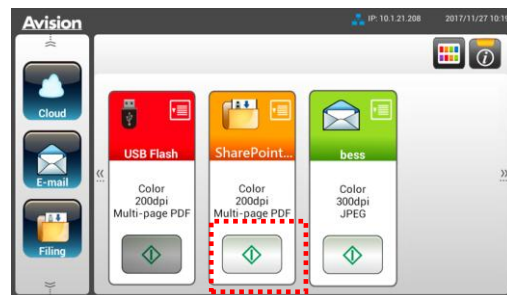 Avision
IP: 10.1.21.208 2017/11/27 10:19
Cloud
E-mail
Filing
USB Flash
Color
200dpi
Multi-page PDF
SharePoint...
Color
200dpi
Multi-page PDF
bess
Color
300dpi
JPEG